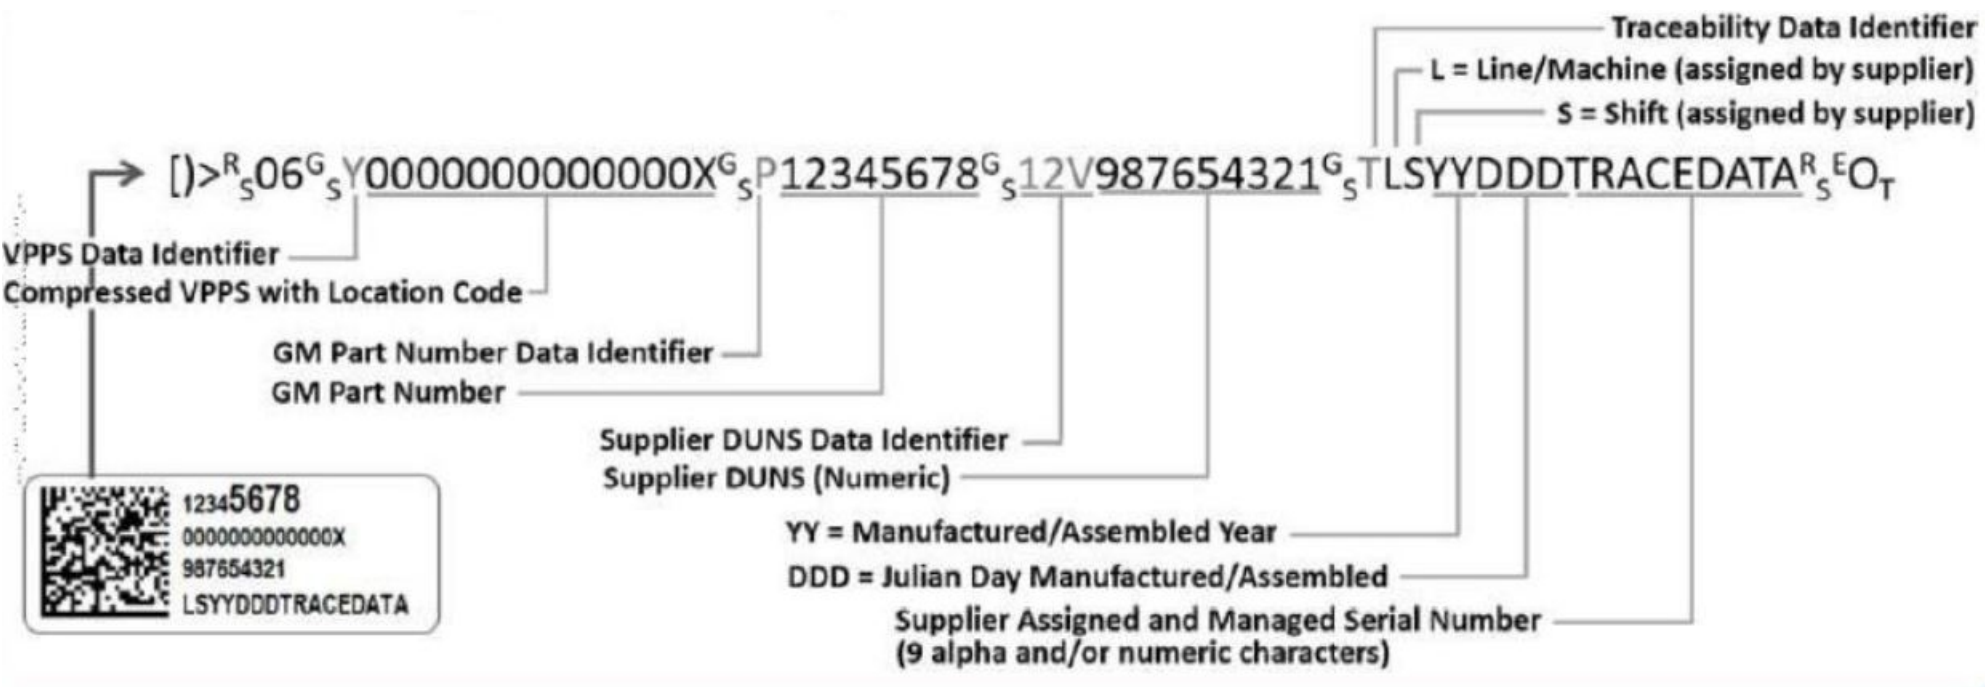 Traceability Data Identifier
L = Line/Machine (assigned by supplier)
S = Shift (assigned by supplier)
[)>RS06GSY0000000000000XGSP12345678GS12V987654321GSTLSYYDDDTRACEDATARSEOT
VPPS Data Identifier
Compressed VPPS with Location Code
GM Part Number Data Identifier
GM Part Number
Supplier DUNS Data Identifier
Supplier DUNS (Numeric)
YY = Manufactured/Assembled Year
DDD = Julian Day Manufactured/Assembled
Supplier Assigned and Managed Serial Number
(9 alpha and/or numeric characters)
12345678
0000000000000X
987654321
LSYYDDDTRACEDATA